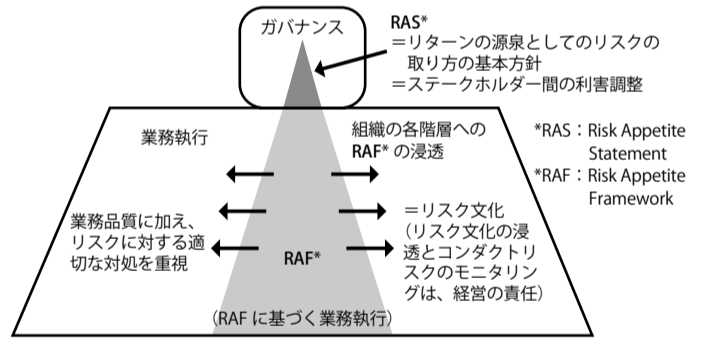 ガバナンス
RAS*
＝リターンの源泉としてのリスクの
取り方の基本方針
＝ステークホルダー間の利害調整
業務執行
組織の各階層への
RAF* の浸透
*RAS：Risk Appetite
Statement
*RAF：Risk Appetite
Framework
業務品質に加え、
リスクに対する適
切な対処を重視
＝リスク文化
（リスク文化の浸
透とコンダクトリ
スクのモニタリン
グは、経営の責任）
RAF*
（RAF に基づく業務執行）